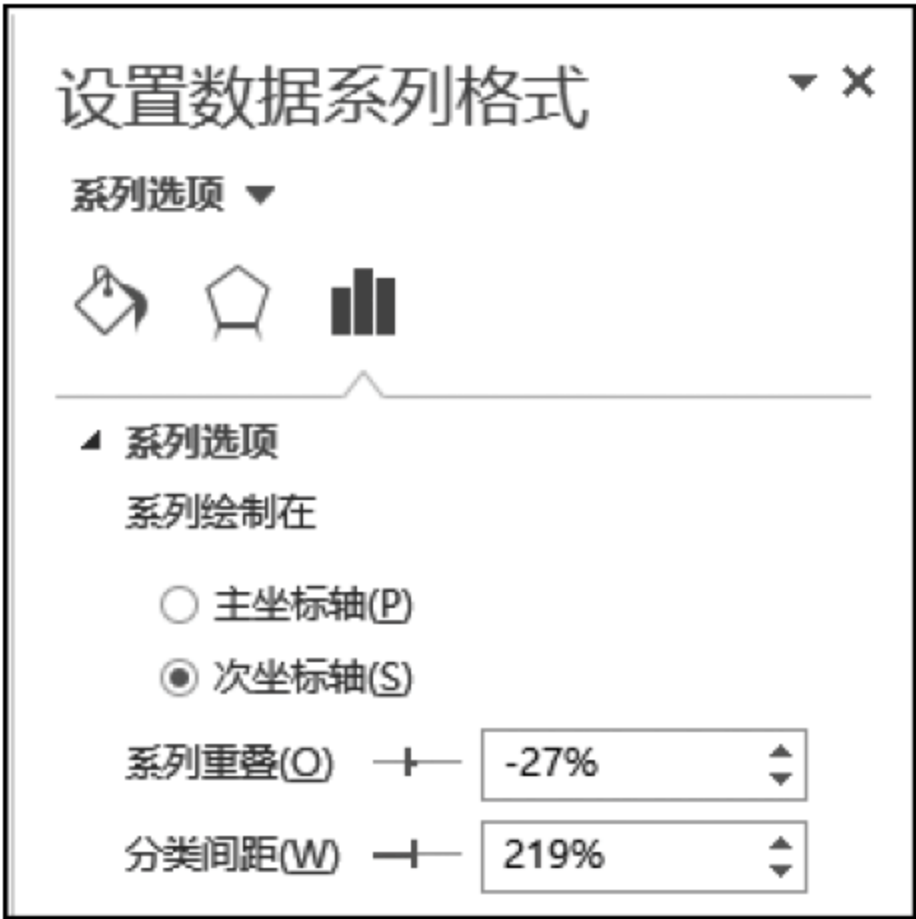 设置数据系列格式
系列选项
系列选项
系列绘制在
主坐标轴(P)
次坐标轴(S)
系列重叠(O) -27%
分类间距(W) 219%